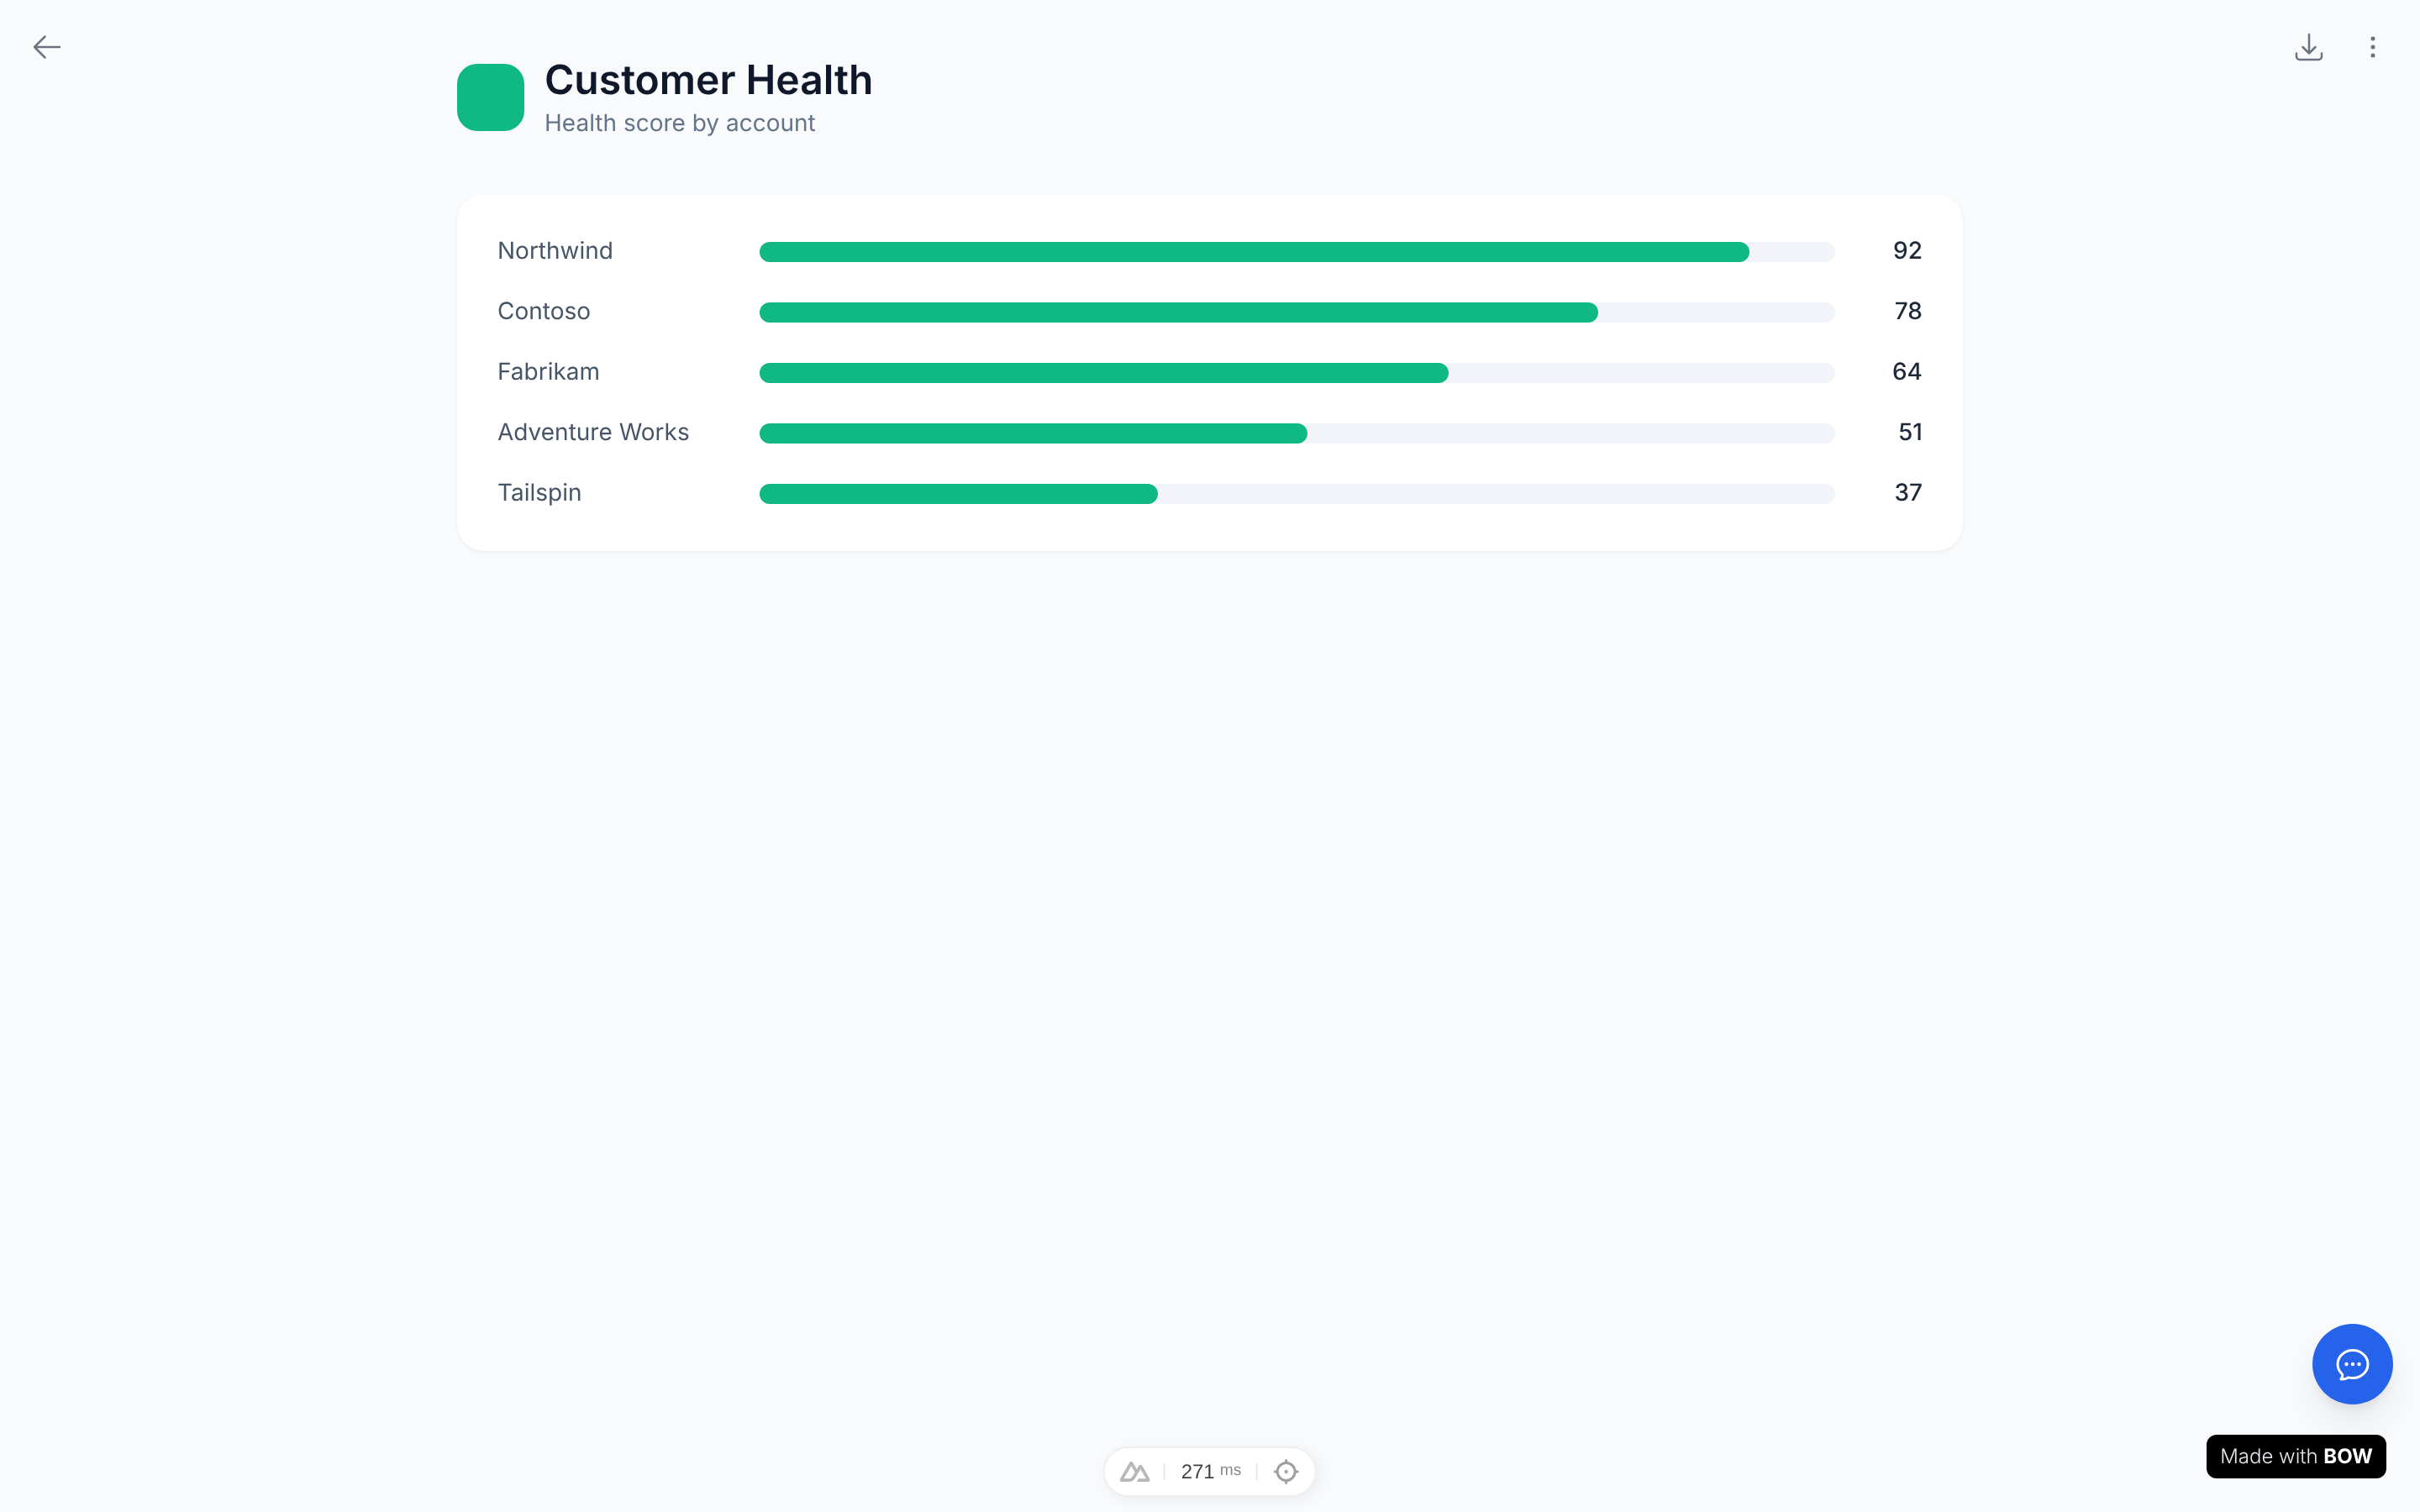 Customer Health
Health score by account
Northwind 92
Contoso 78
Fabrikam 64
Adventure Works 51
Tailspin 37
271 ms
Made with BOW